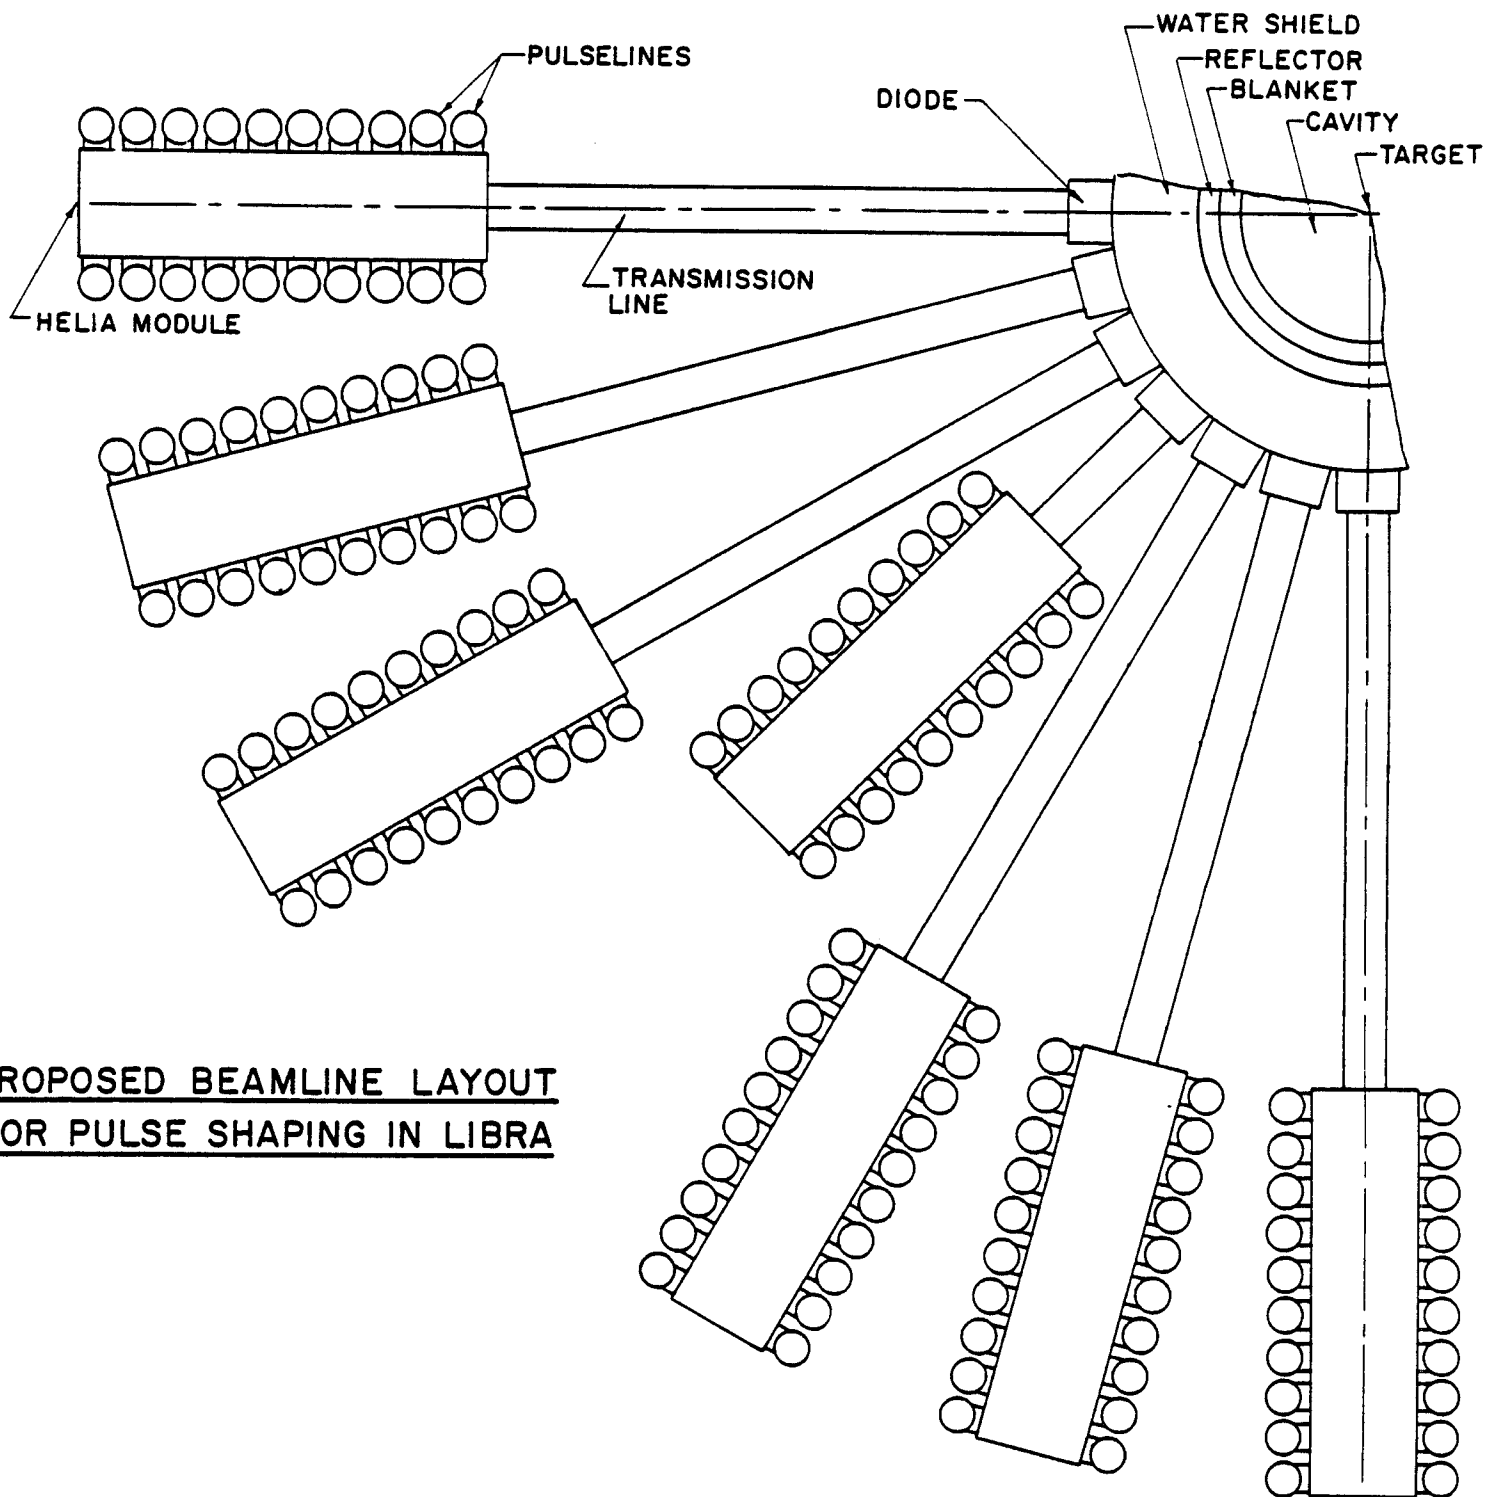 WATER SHIELD
REFLECTOR
BLANKET
CAVITY
TARGET
PULSELINES
DIODE
TRANSMISSION
LINE
HELIA MODULE
ROPOSED BEAMLINE LAYOUT
OR PULSE SHAPING IN LIBRA